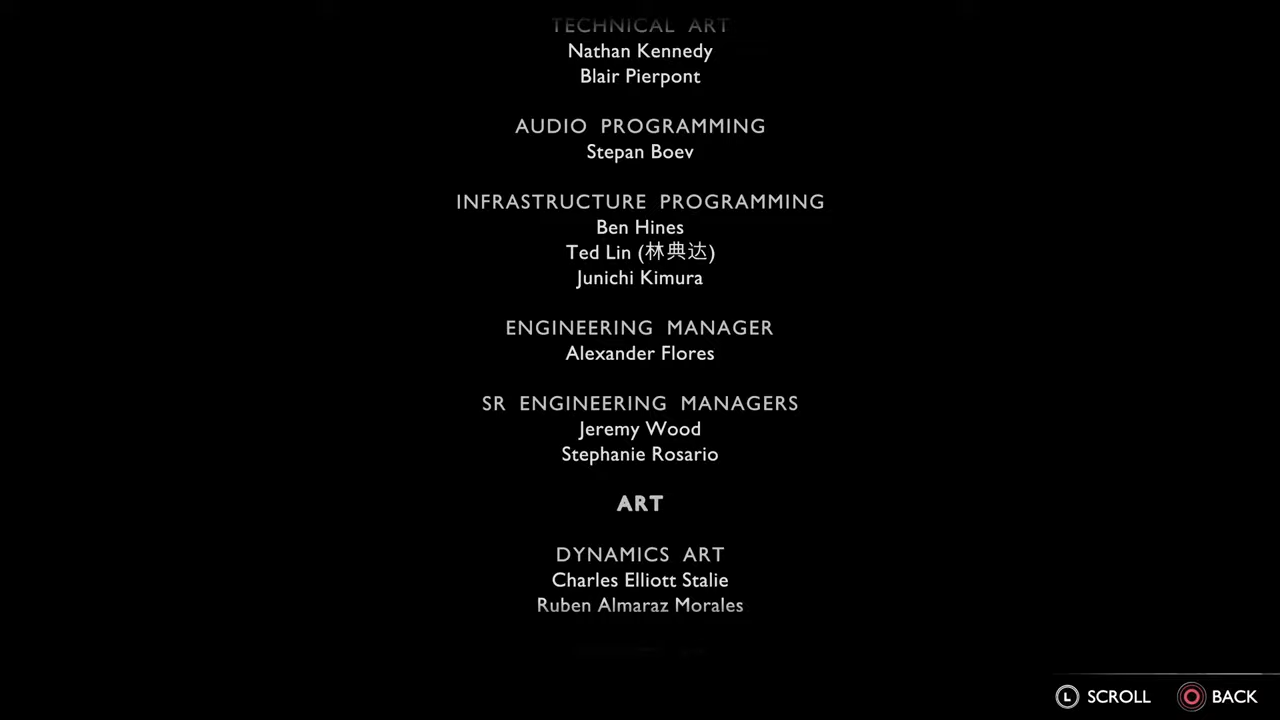 TECHNICAL ART
Nathan Kennedy
Blair Pierpont
AUDIO PROGRAMMING
Stepan Boev
INFRASTRUCTURE PROGRAMMING
Ben Hines
Ted Lin (林典达)
Junichi Kimura
ENGINEERING MANAGER
Alexander Flores
SR ENGINEERING MANAGERS
Jeremy Wood
Stephanie Rosario
ART
DYNAMICS ART
Charles Elliott Stalie
Ruben Almaraz Morales
L SCROLL BACK